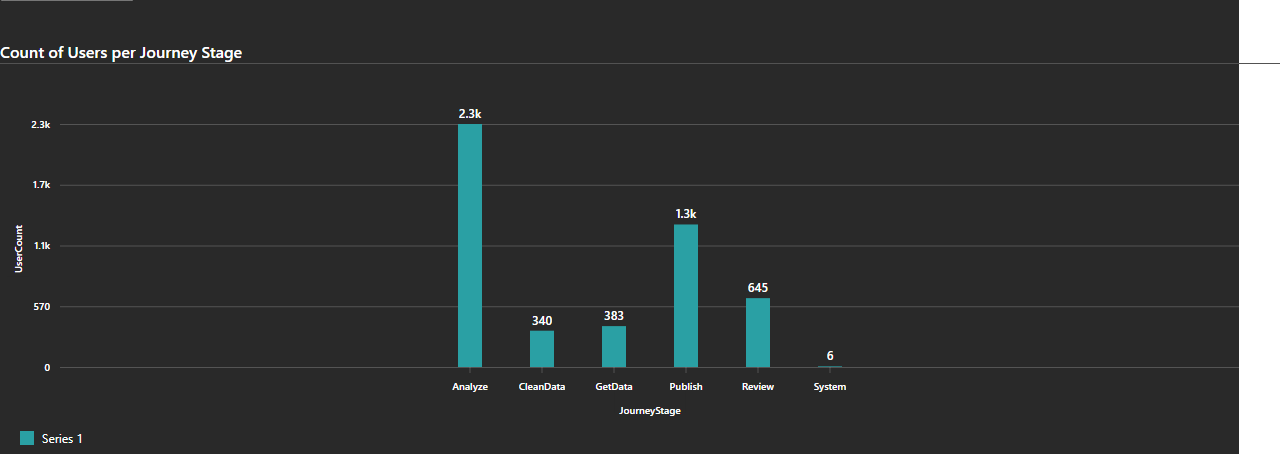 Count of Users per Journey Stage
2.3k
2.3k
1.7k
1.3k
1.1k
UserCount
645
570
383
340
6
0
Analyze CleanData GetData Publish Review System
JourneyStage
Series 1